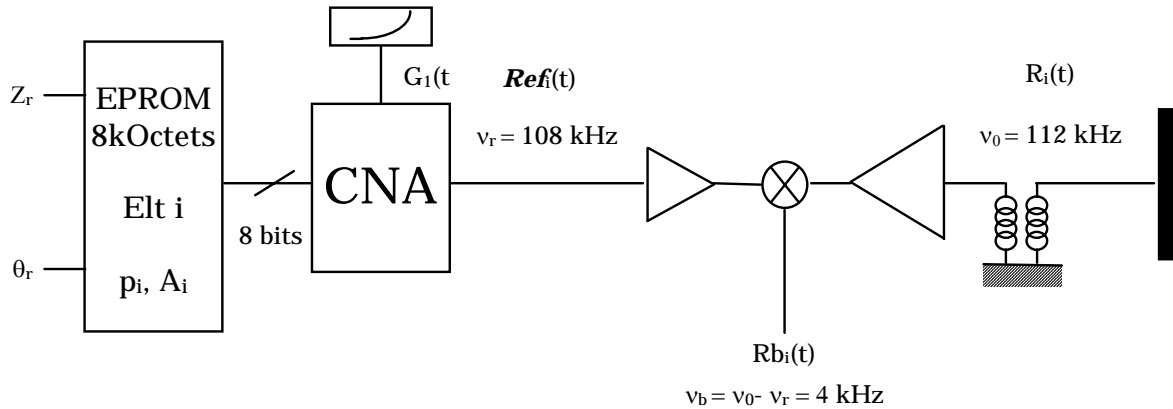 G₁(t
Refᵢ(t)
Rᵢ(t)
Zᵣ
EPROM
8kOctets
νᵣ = 108 kHz
ν₀ = 112 kHz
CNA
Elt i
8 bits
θᵣ
pᵢ, Aᵢ
Rbᵢ(t)
ν_b = ν₀- νᵣ = 4 kHz